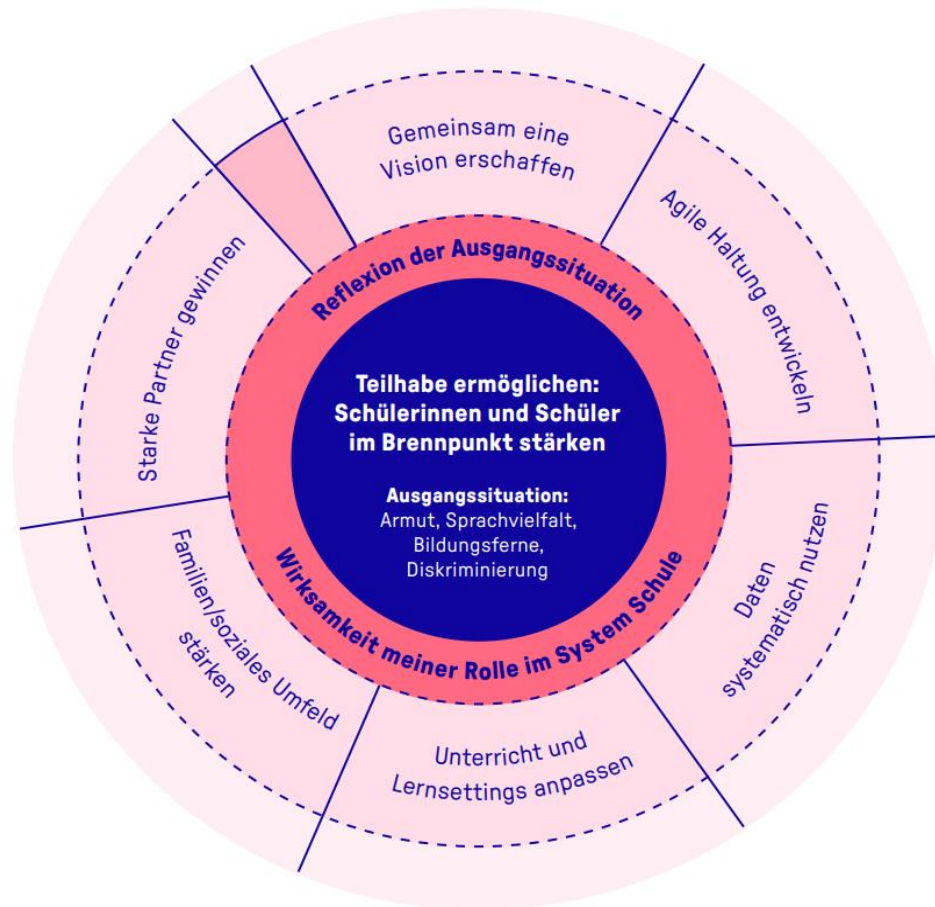 Gemeinsam eine
Vision erschaffen
Agile Haltung entwickeln
Daten
systematisch nutzen
Unterricht und
Lernsettings anpassen
Familien/soziales Umfeld
stärken
Starke Partner gewinnen
Reflexion der Ausgangssituation
Teilhabe ermöglichen:
Schülerinnen und Schüler
im Brennpunkt stärken
Ausgangssituation:
Armut, Sprachvielfalt,
Bildungsferne,
Diskriminierung
Wirksamkeit meiner Rolle im System Schule